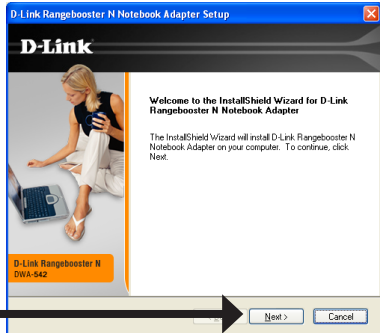 D-Link Rangebooster N Notebook Adapter Setup
D-Link
Welcome to the InstallShield Wizard for D-Link
Rangebooster N Notebook Adapter
The InstallShield Wizard will install D-Link Rangebooster N
Notebook Adapter on your computer. To continue, click
Next.
D-Link Rangebooster N
DWA-542
Next >
Cancel